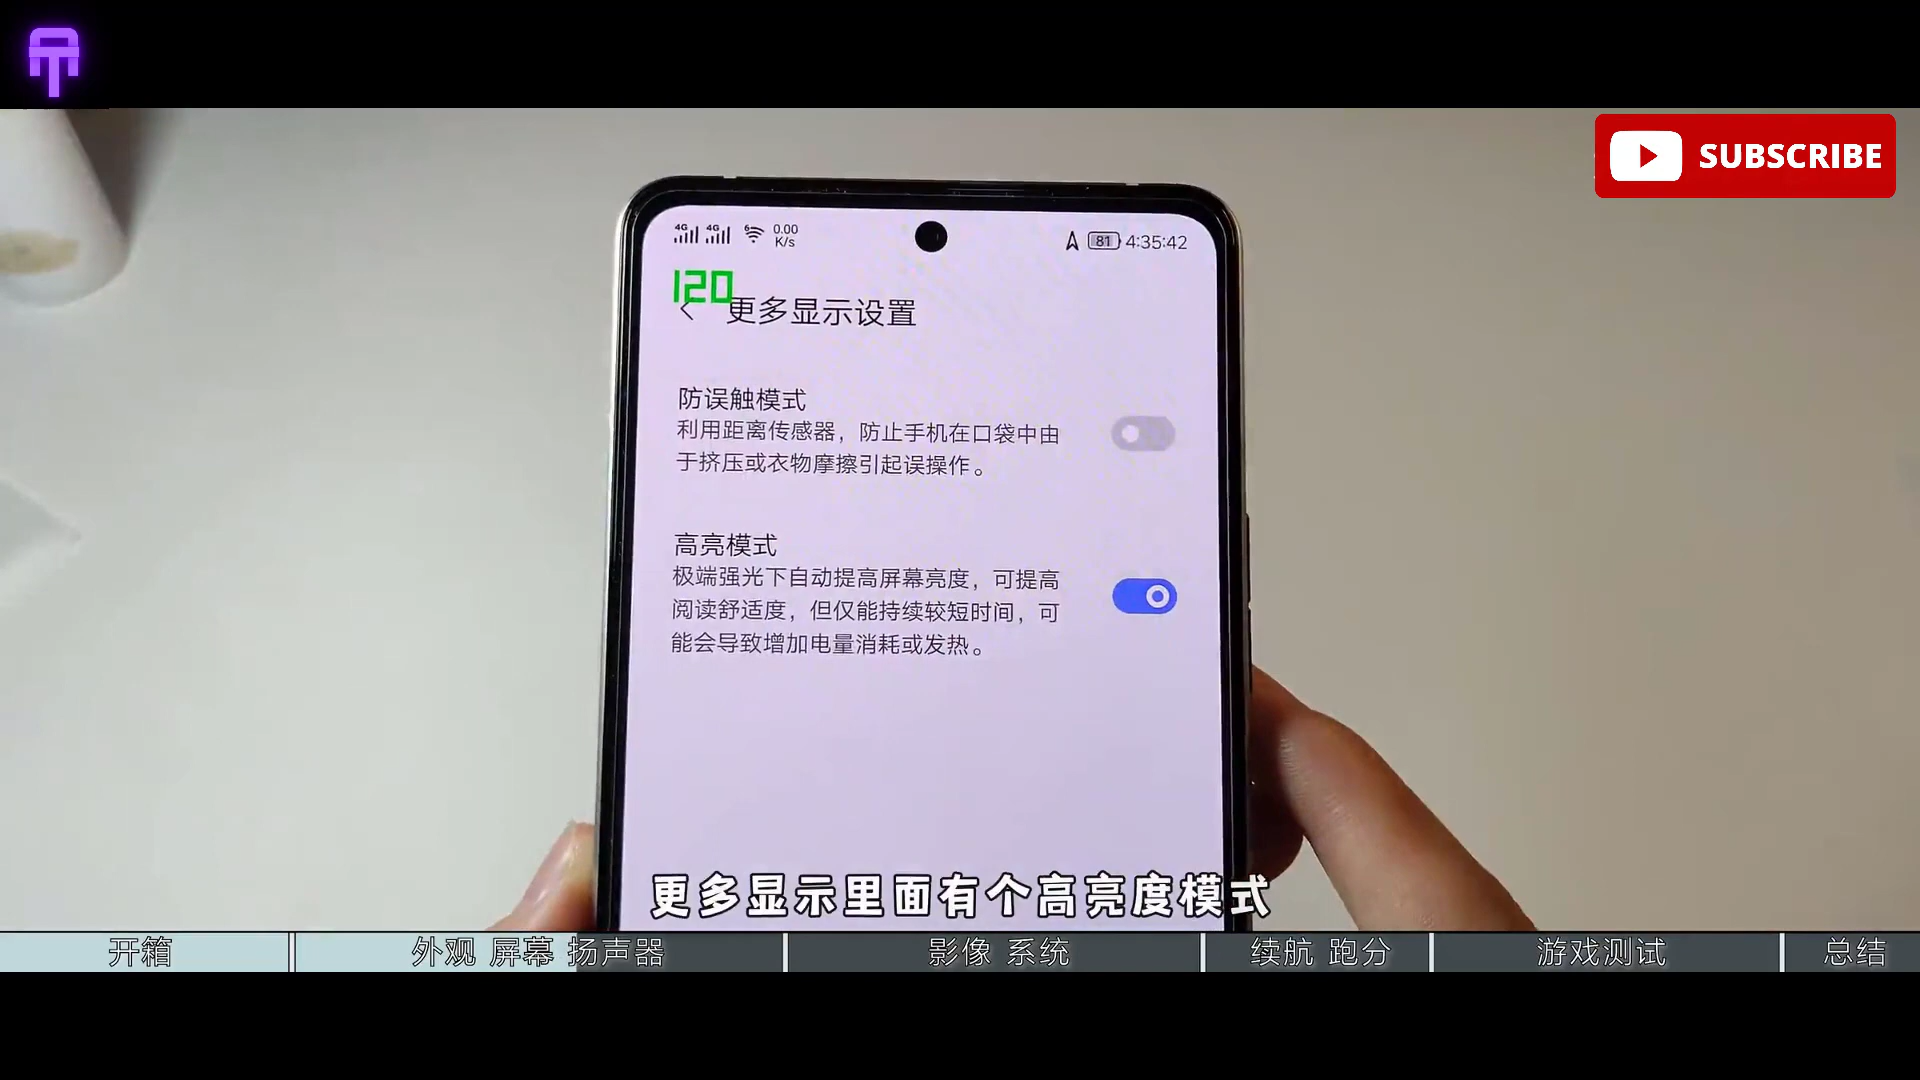 SUBSCRIBE
4G 4G 6 0.00 K/s 81 4:35:42
120
更多显示设置
防误触模式
利用距离传感器，防止手机在口袋中由
于挤压或衣物摩擦引起误操作。
高亮模式
极端强光下自动提高屏幕亮度，可提高
阅读舒适度，但仅能持续较短时间，可
能会导致增加电量消耗或发热。
更多显示里面有个高亮度模式
开箱 外观 屏幕 扬声器 影像 系统 续航 跑分 游戏测试 总结